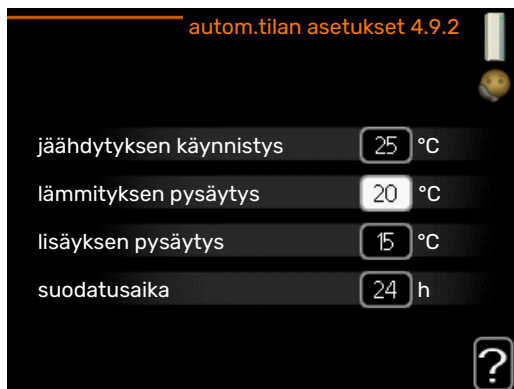 autom.tilan asetukset 4.9.2
jäähdytyksen käynnistys 25 °C
lämmityksen pysäytys 20 °C
lisäyksen pysäytys 15 °C
suodatusaika 24 h
?